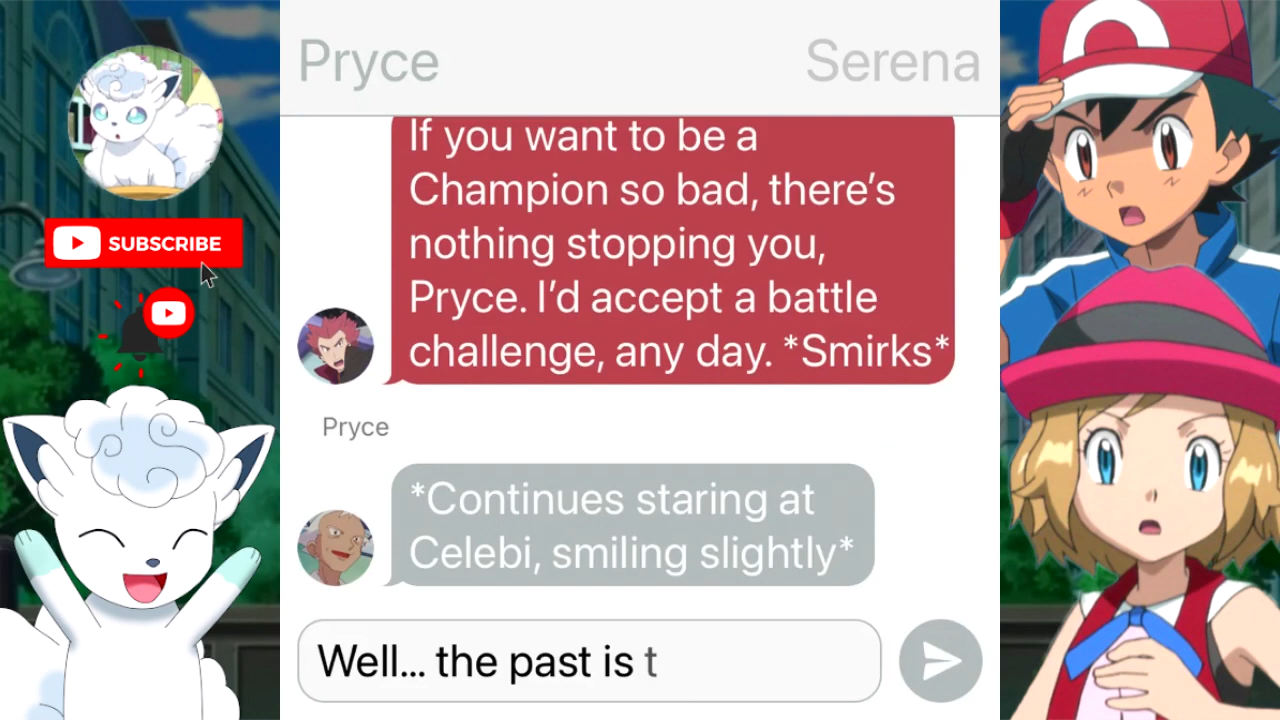 Pryce
Serena
If you want to be a
Champion so bad, there's
nothing stopping you,
Pryce. I'd accept a battle
challenge, any day. *Smirks*
Pryce
*Continues staring at
Celebi, smiling slightly*
Well... the past is t
SUBSCRIBE